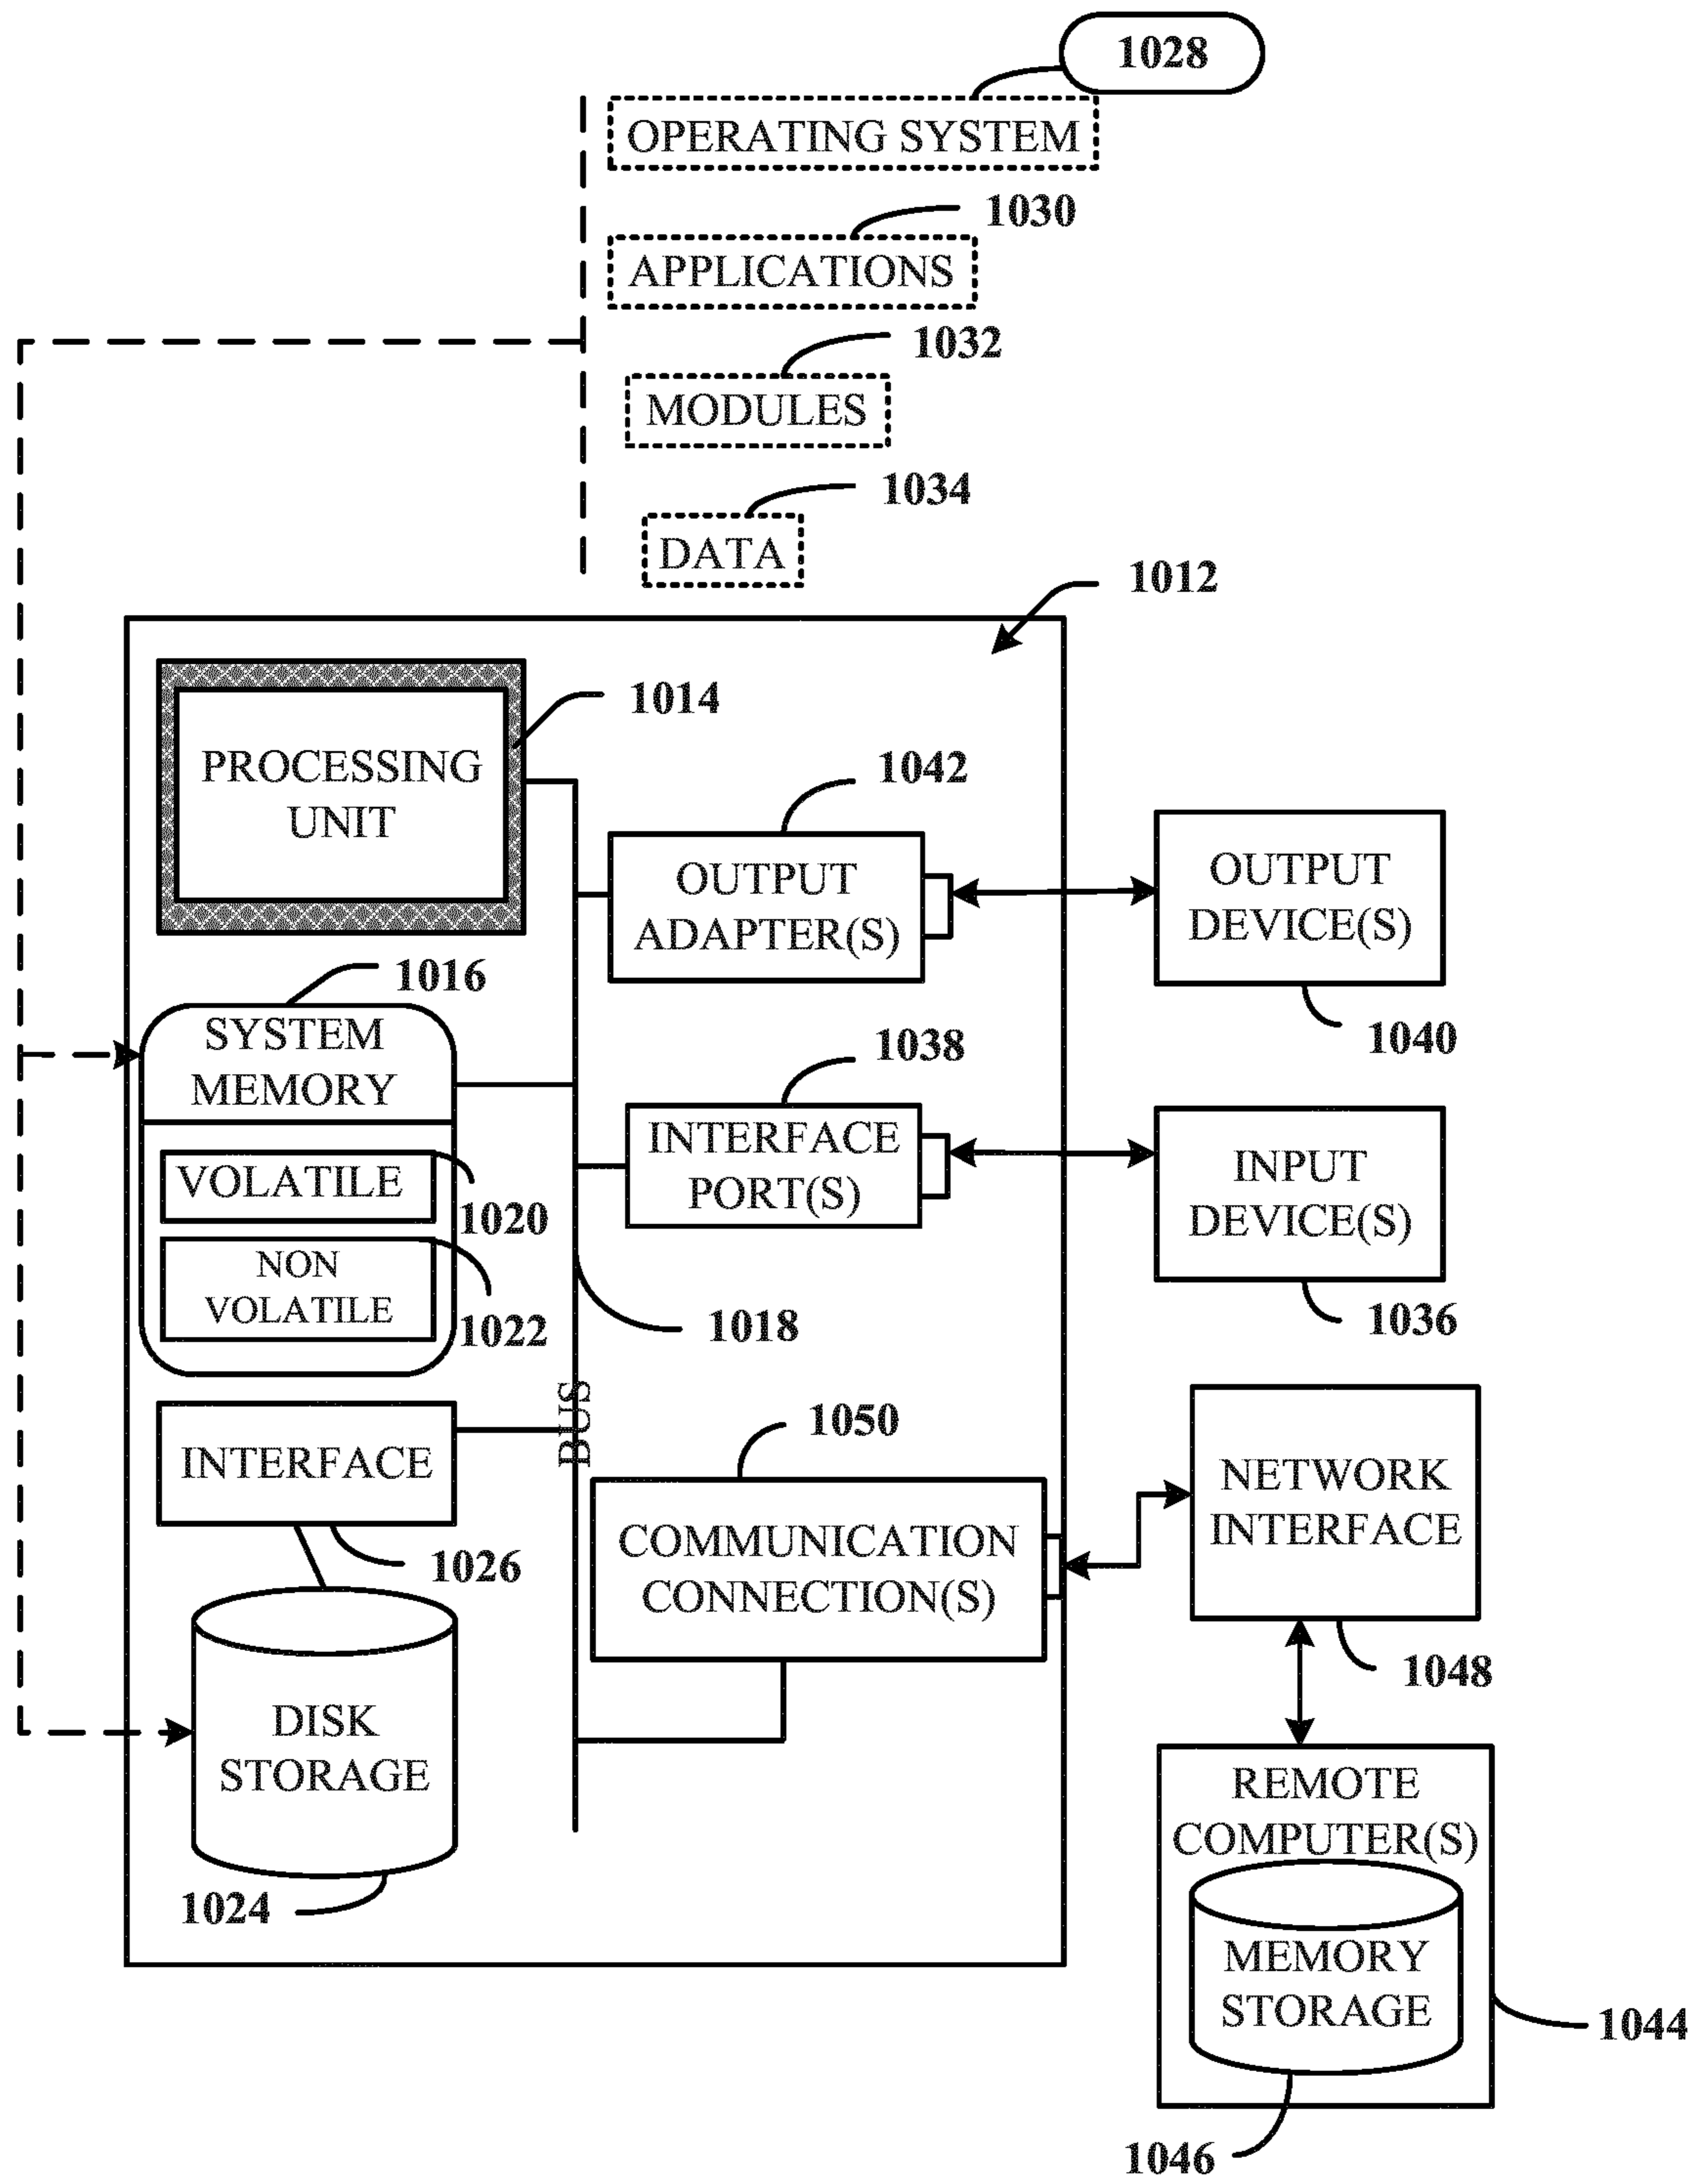 1028
OPERATING SYSTEM
1030
APPLICATIONS
1032
MODULES
1034
DATA
1012
PROCESSING
UNIT
1014
1042
OUTPUT
ADAPTER(S)
OUTPUT
DEVICE(S)
1040
1016
SYSTEM
MEMORY
VOLATILE
1020
NON
VOLATILE
1022
1038
INTERFACE
PORT(S)
INPUT
DEVICE(S)
1036
1018
BUS
INTERFACE
1026
1050
COMMUNICATION
CONNECTION(S)
NETWORK
INTERFACE
1048
DISK
STORAGE
1024
REMOTE
COMPUTER(S)
MEMORY
STORAGE
1044
1046